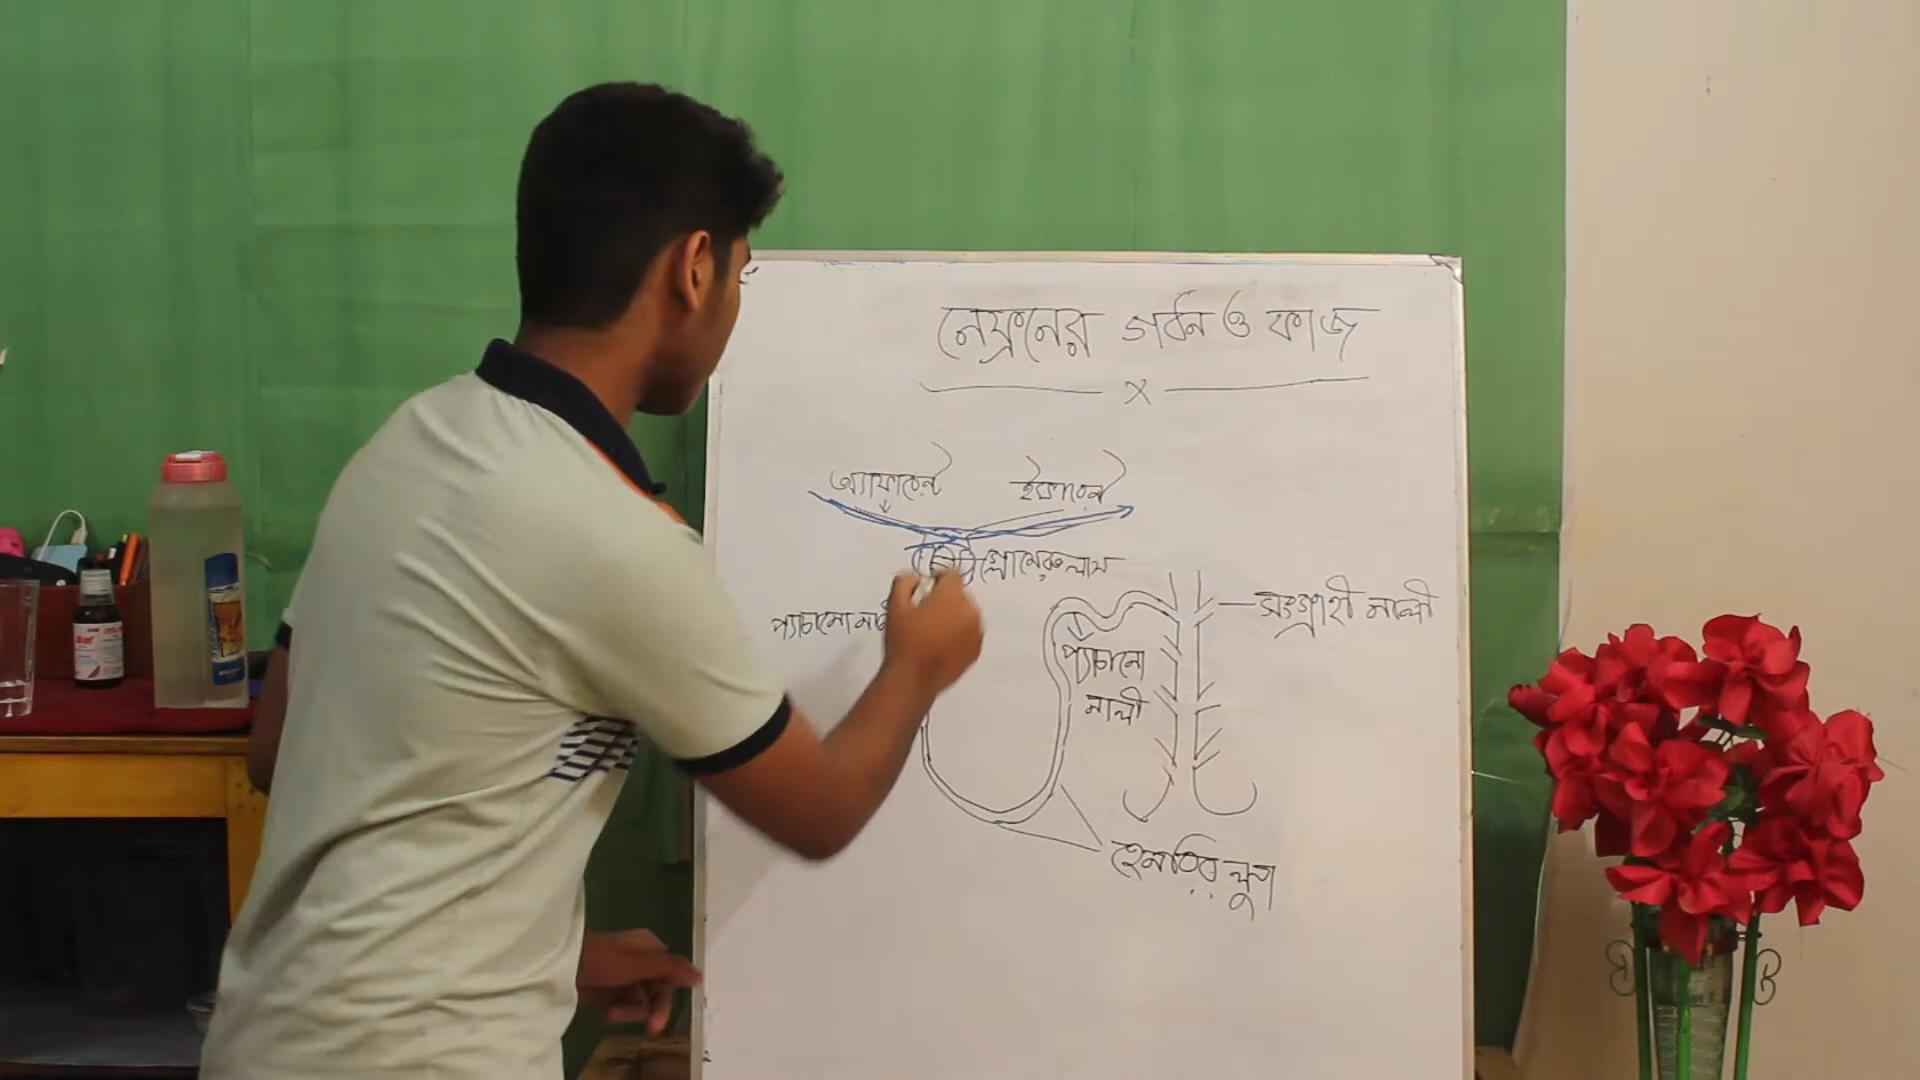 নেফ্রনের গঠন ও কাজ
x
অ্যাফারেন্ট
ইফারেন্ট
গ্লোমেরুলাস
প্যাচানো
সংগ্রাহী নালী
প্যাচানো
নালী
হেনলির লুপ